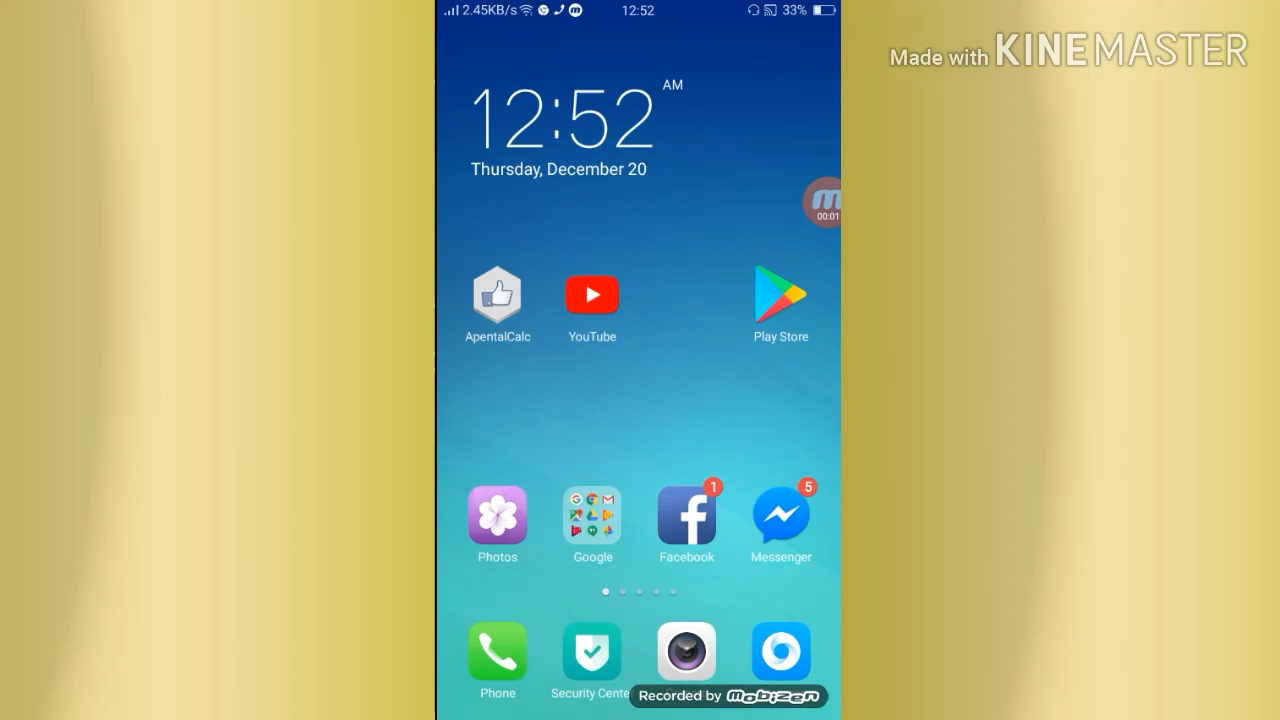 2.45KB/s 12:52 33%
Made with KINEMASTER
12:52 AM
Thursday, December 20
00:01
ApentalCalc YouTube Play Store
1 5
Photos Google Facebook Messenger
Phone Security Cente
Recorded by mobizen